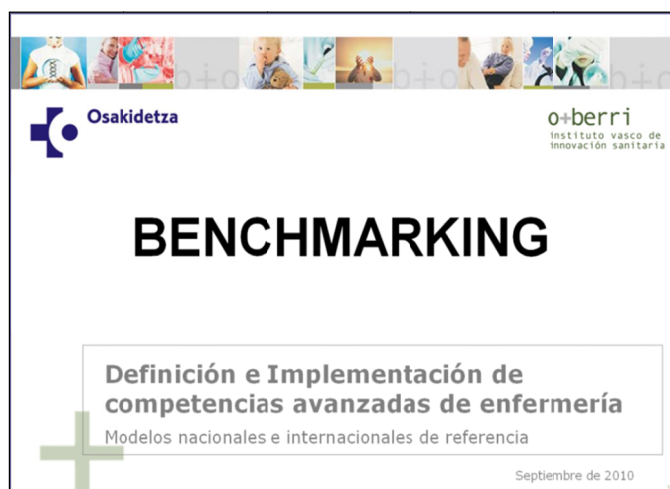 Osakidetza
o+berri
instituto vasco de
innovación sanitaria
BENCHMARKING
Definición e Implementación de
competencias avanzadas de enfermería
Modelos nacionales e internacionales de referencia
Septiembre de 2010